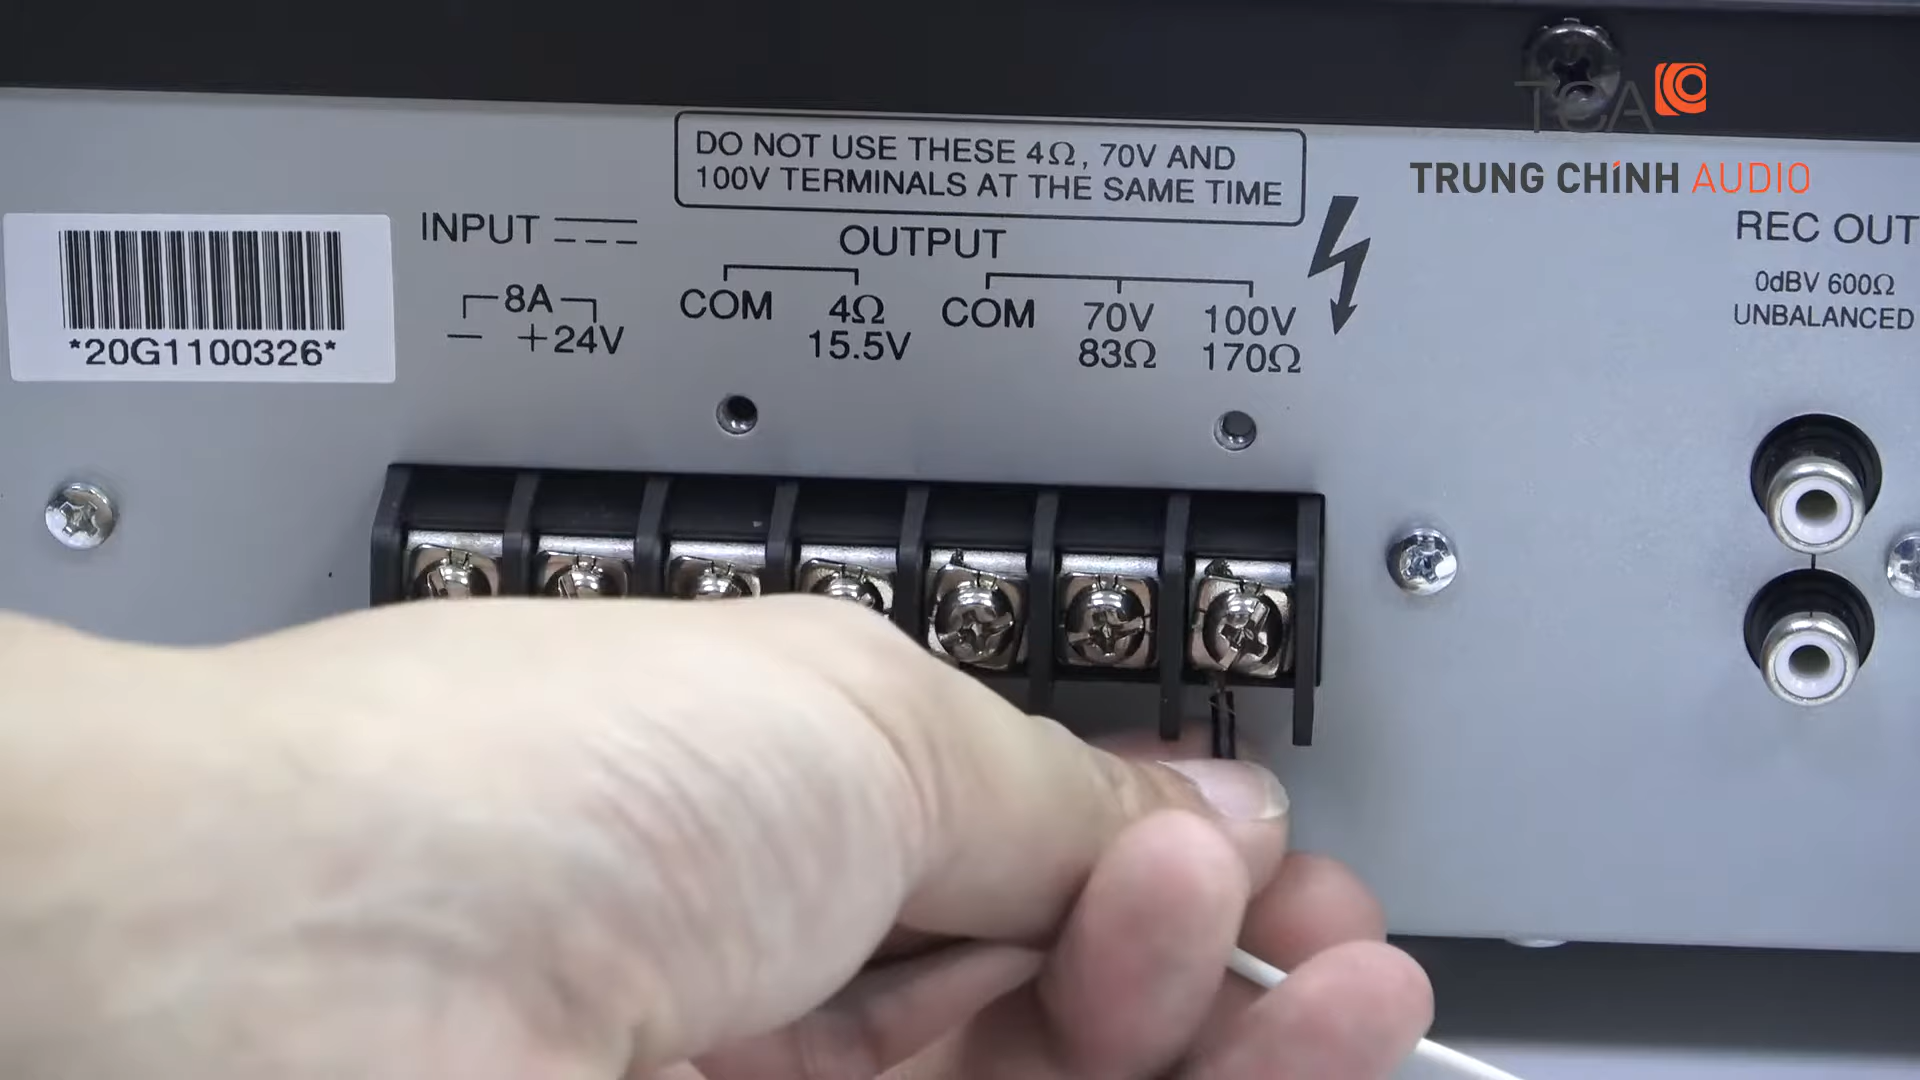 TCA
TRUNG CHÍNH AUDIO
DO NOT USE THESE 4Ω, 70V AND
100V TERMINALS AT THE SAME TIME
INPUT
OUTPUT
REC OUT
8A
COM
4Ω
COM
70V
100V
0dBV 600Ω
− +24V
15.5V
83Ω
170Ω
UNBALANCED
*20G1100326*